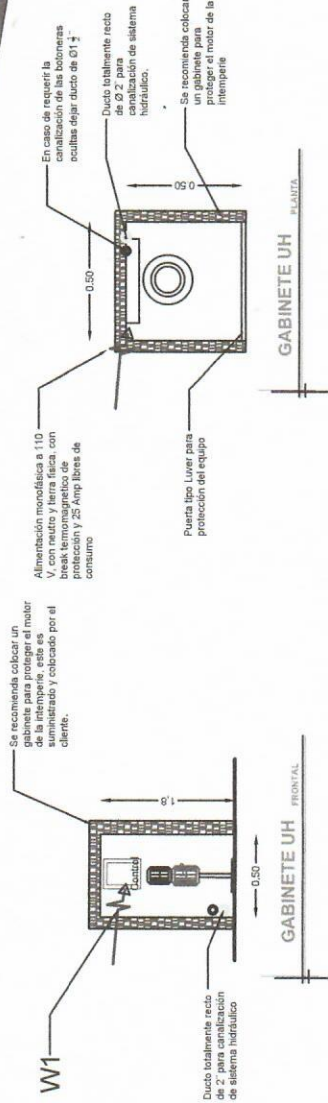 W1
Se recomienda colocar un
gabinete para proteger el motor
de la intemperie, este es
suministrado y colocado por el
cliente.
Control
1,8
0.50
Ducto totalmente recto
de 2" para canalización
de sistema hidráulico
GABINETE UH FRONTAL
Alimentación monofásica a 110
V, con neutro y tierra física, con
break termomagnetico de
protección y 25 Amp libres de
consumo
En caso de requerir la
canalización de las botoneras
ocultas dejar ducto de Ø1 ½"
Ducto totalmente recto
de Ø 2" para
canalización de sistema
hidráulico.
0.50
0.50
Se recomienda colocar
un gabinete para
proteger el motor de la
intemperie
Puerta tipo Luver para
protección del equipo
GABINETE UH PLANTA